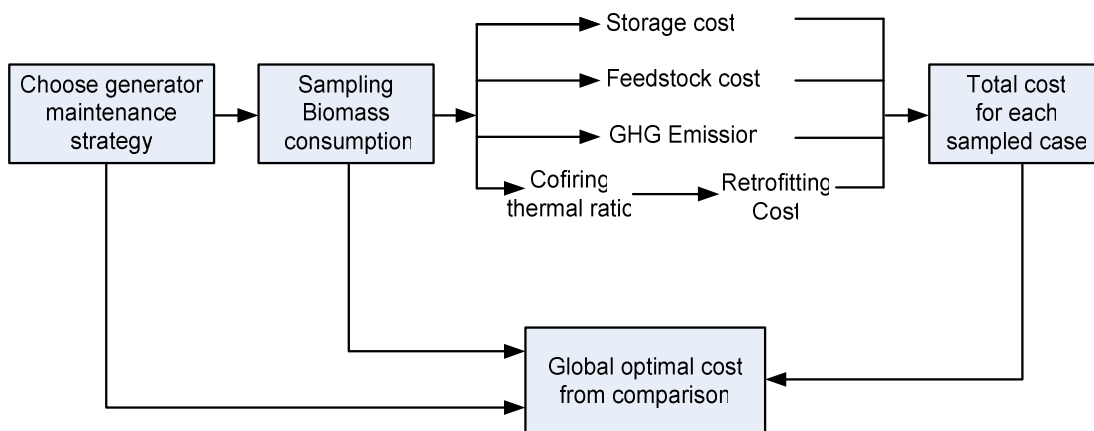 Choose generator
maintenance
strategy
Sampling
Biomass
consumption
Storage cost
Feedstock cost
GHG Emission
Cofiring
thermal ratio
Retrofitting
Cost
Total cost
for each
sampled case
Global optimal cost
from comparison